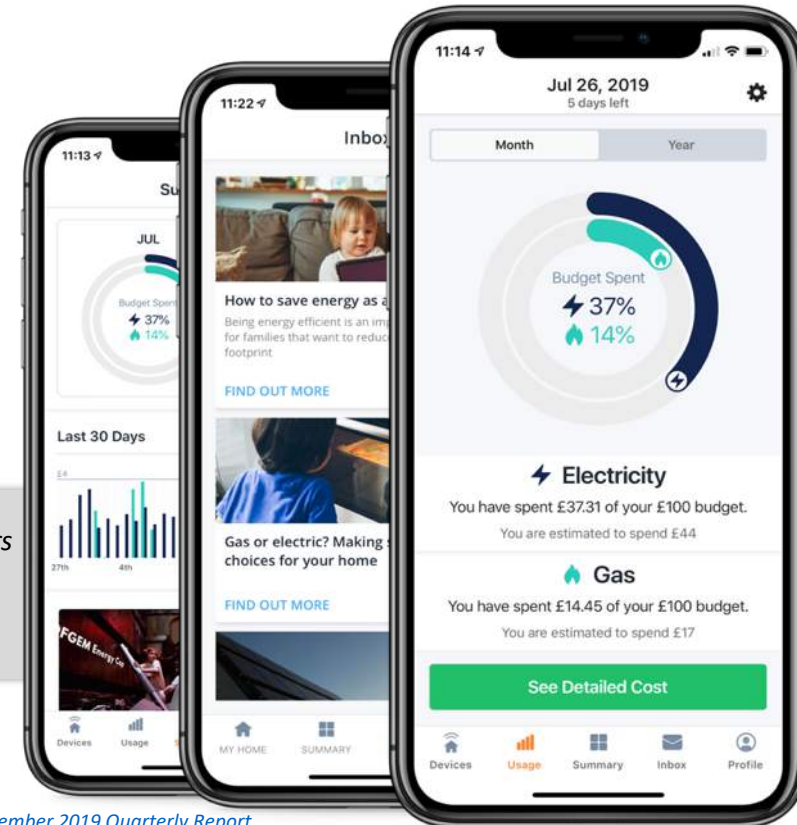 11:13
Su
JUL
Budget Spent
37%
14%
Last 30 Days
£4
27th
4th
OFGEM Energy Co
Devices
Usage
11:22
Inbox
How to save energy as a
Being energy efficient is an imp
for families that want to reduc
footprint
FIND OUT MORE
Gas or electric? Making s
choices for your home
FIND OUT MORE
MY HOME
SUMMARY
11:14
Jul 26, 2019
5 days left
Month
Year
Budget Spent
37%
14%
Electricity
You have spent £37.31 of your £100 budget.
You are estimated to spend £44
Gas
You have spent £14.45 of your £100 budget.
You are estimated to spend £17
See Detailed Cost
Devices
Usage
Summary
Inbox
Profile
ts
ember 2019 Quarterly Report